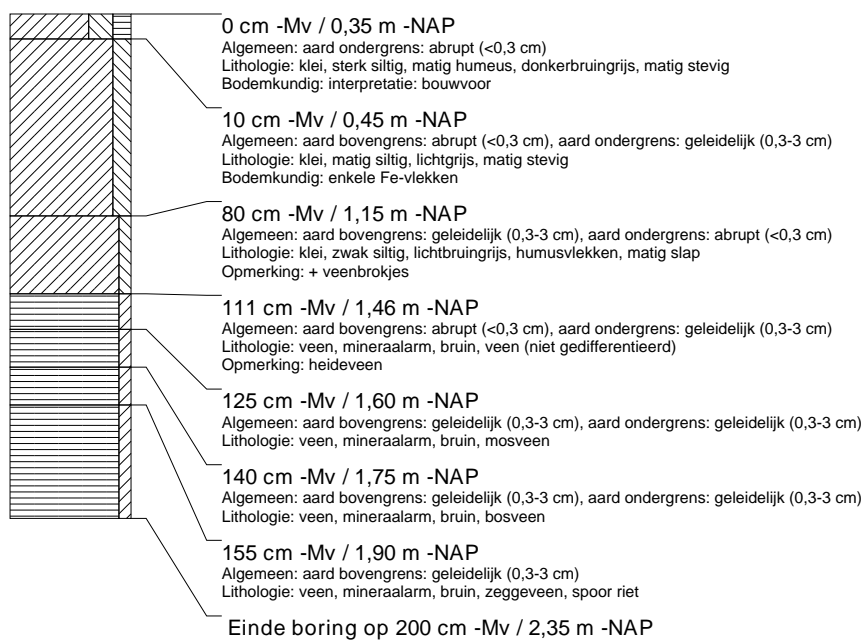 0 cm -Mv / 0,35 m -NAP
Algemeen: aard ondergrens: abrupt (<0,3 cm)
Lithologie: klei, sterk siltig, matig humeus, donkerbruingrijs, matig stevig
Bodemkundig: interpretatie: bouwvoor
10 cm -Mv / 0,45 m -NAP
Algemeen: aard bovengrens: abrupt (<0,3 cm), aard ondergrens: geleidelijk (0,3-3 cm)
Lithologie: klei, matig siltig, lichtgrijs, matig stevig
Bodemkundig: enkele Fe-vlekken
80 cm -Mv / 1,15 m -NAP
Algemeen: aard bovengrens: geleidelijk (0,3-3 cm), aard ondergrens: abrupt (<0,3 cm)
Lithologie: klei, zwak siltig, lichtbruingrijs, humusvlekken, matig slap
Opmerking: + veenbrokjes
111 cm -Mv / 1,46 m -NAP
Algemeen: aard bovengrens: abrupt (<0,3 cm), aard ondergrens: geleidelijk (0,3-3 cm)
Lithologie: veen, mineraalarm, bruin, veen (niet gedifferentieerd)
Opmerking: heideveen
125 cm -Mv / 1,60 m -NAP
Algemeen: aard bovengrens: geleidelijk (0,3-3 cm), aard ondergrens: geleidelijk (0,3-3 cm)
Lithologie: veen, mineraalarm, bruin, mosveen
140 cm -Mv / 1,75 m -NAP
Algemeen: aard bovengrens: geleidelijk (0,3-3 cm), aard ondergrens: geleidelijk (0,3-3 cm)
Lithologie: veen, mineraalarm, bruin, bosveen
155 cm -Mv / 1,90 m -NAP
Algemeen: aard bovengrens: geleidelijk (0,3-3 cm)
Lithologie: veen, mineraalarm, bruin, zeggeveen, spoor riet
Einde boring op 200 cm -Mv / 2,35 m -NAP